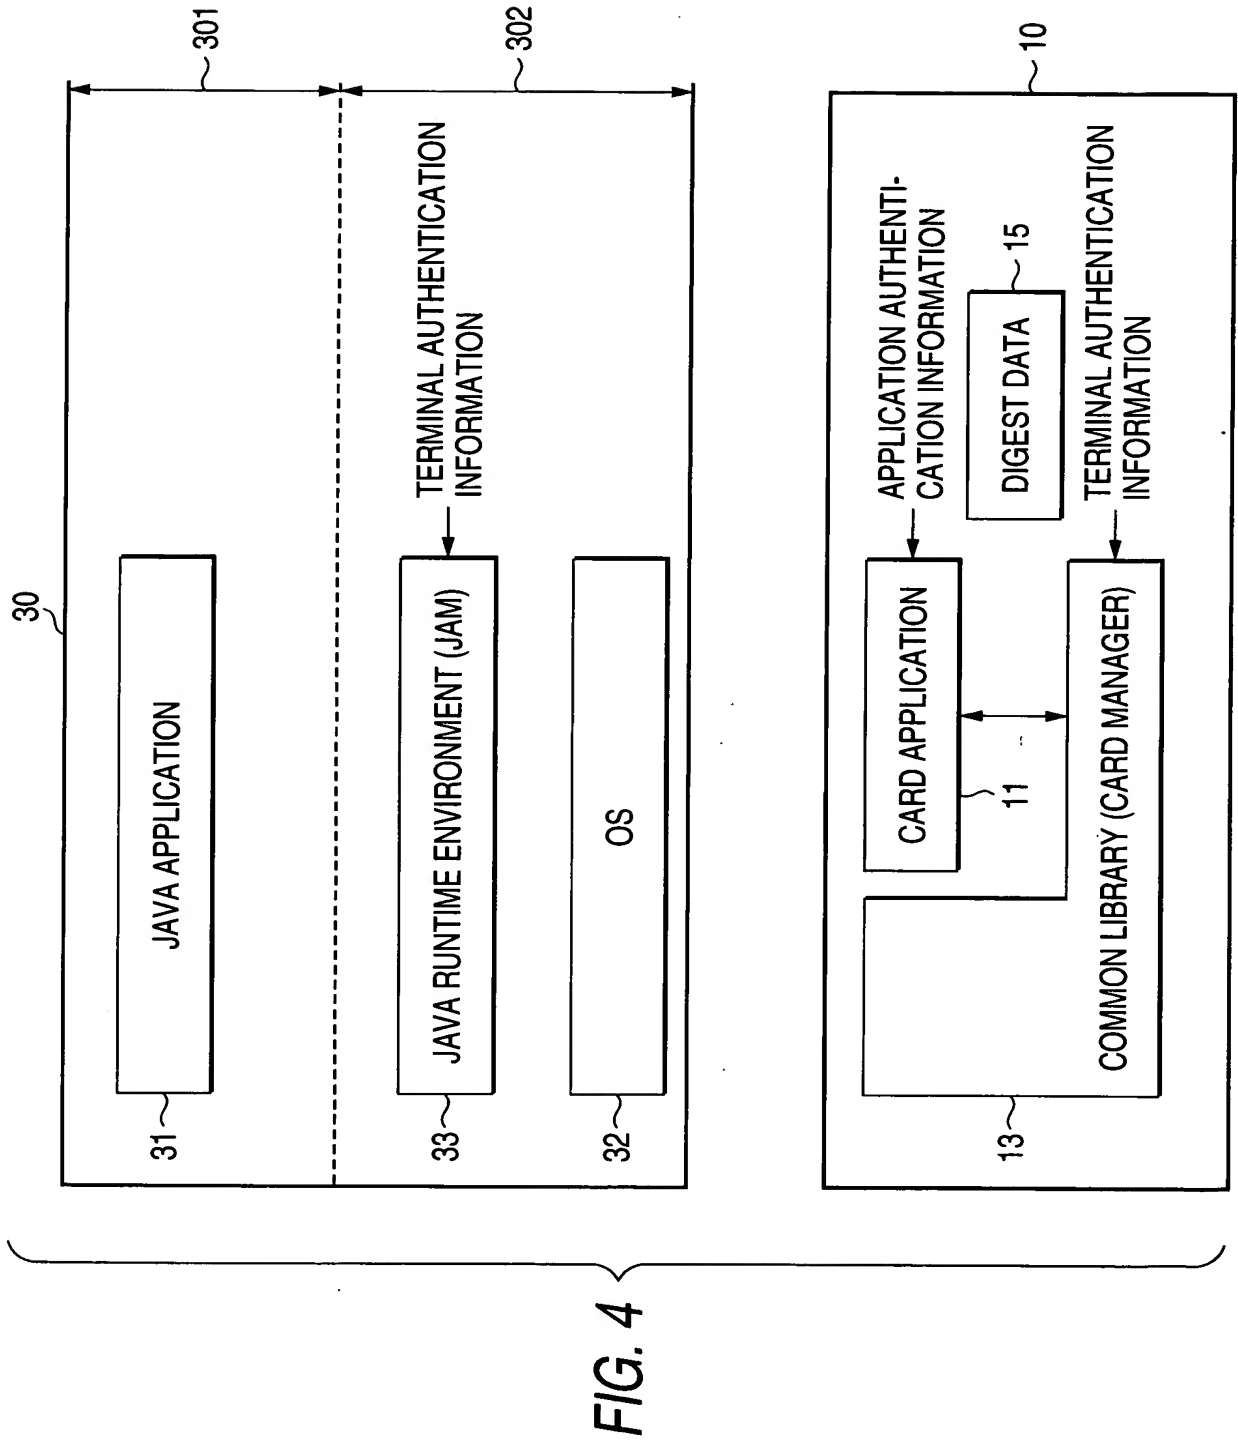 FIG. 4
30
301
31
JAVA APPLICATION
302
33
JAVA RUNTIME ENVIRONMENT (JAM)
TERMINAL AUTHENTICATION
INFORMATION
32
OS
10
CARD APPLICATION
11
APPLICATION AUTHENTI-
CATION INFORMATION
DIGEST DATA
15
13
COMMON LIBRARY (CARD MANAGER)
TERMINAL AUTHENTICATION
INFORMATION